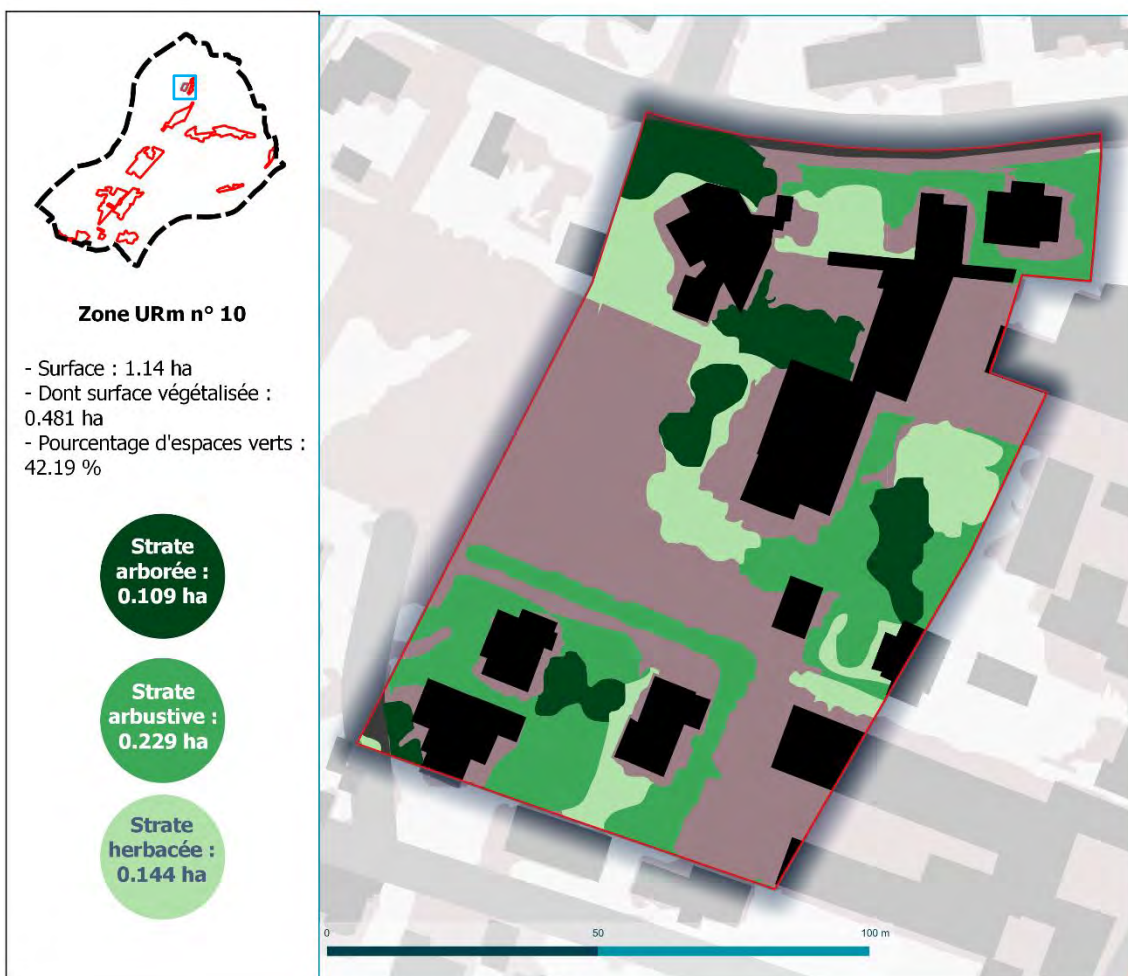 Zone URm n° 10
- Surface : 1.14 ha
- Dont surface végétalisée :
0.481 ha
- Pourcentage d'espaces verts :
42.19 %
Strate
arborée :
0.109 ha
Strate
arbustive :
0.229 ha
Strate
herbacée :
0.144 ha
0 50 100 m